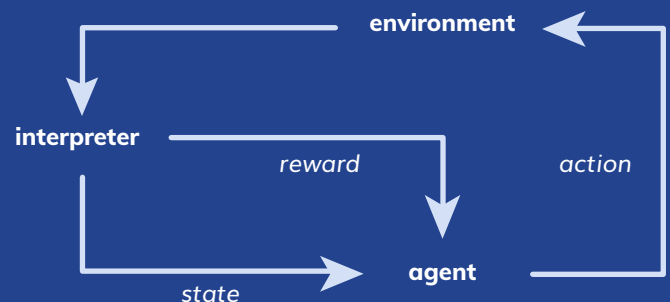 environment
interpreter
reward
action
agent
state